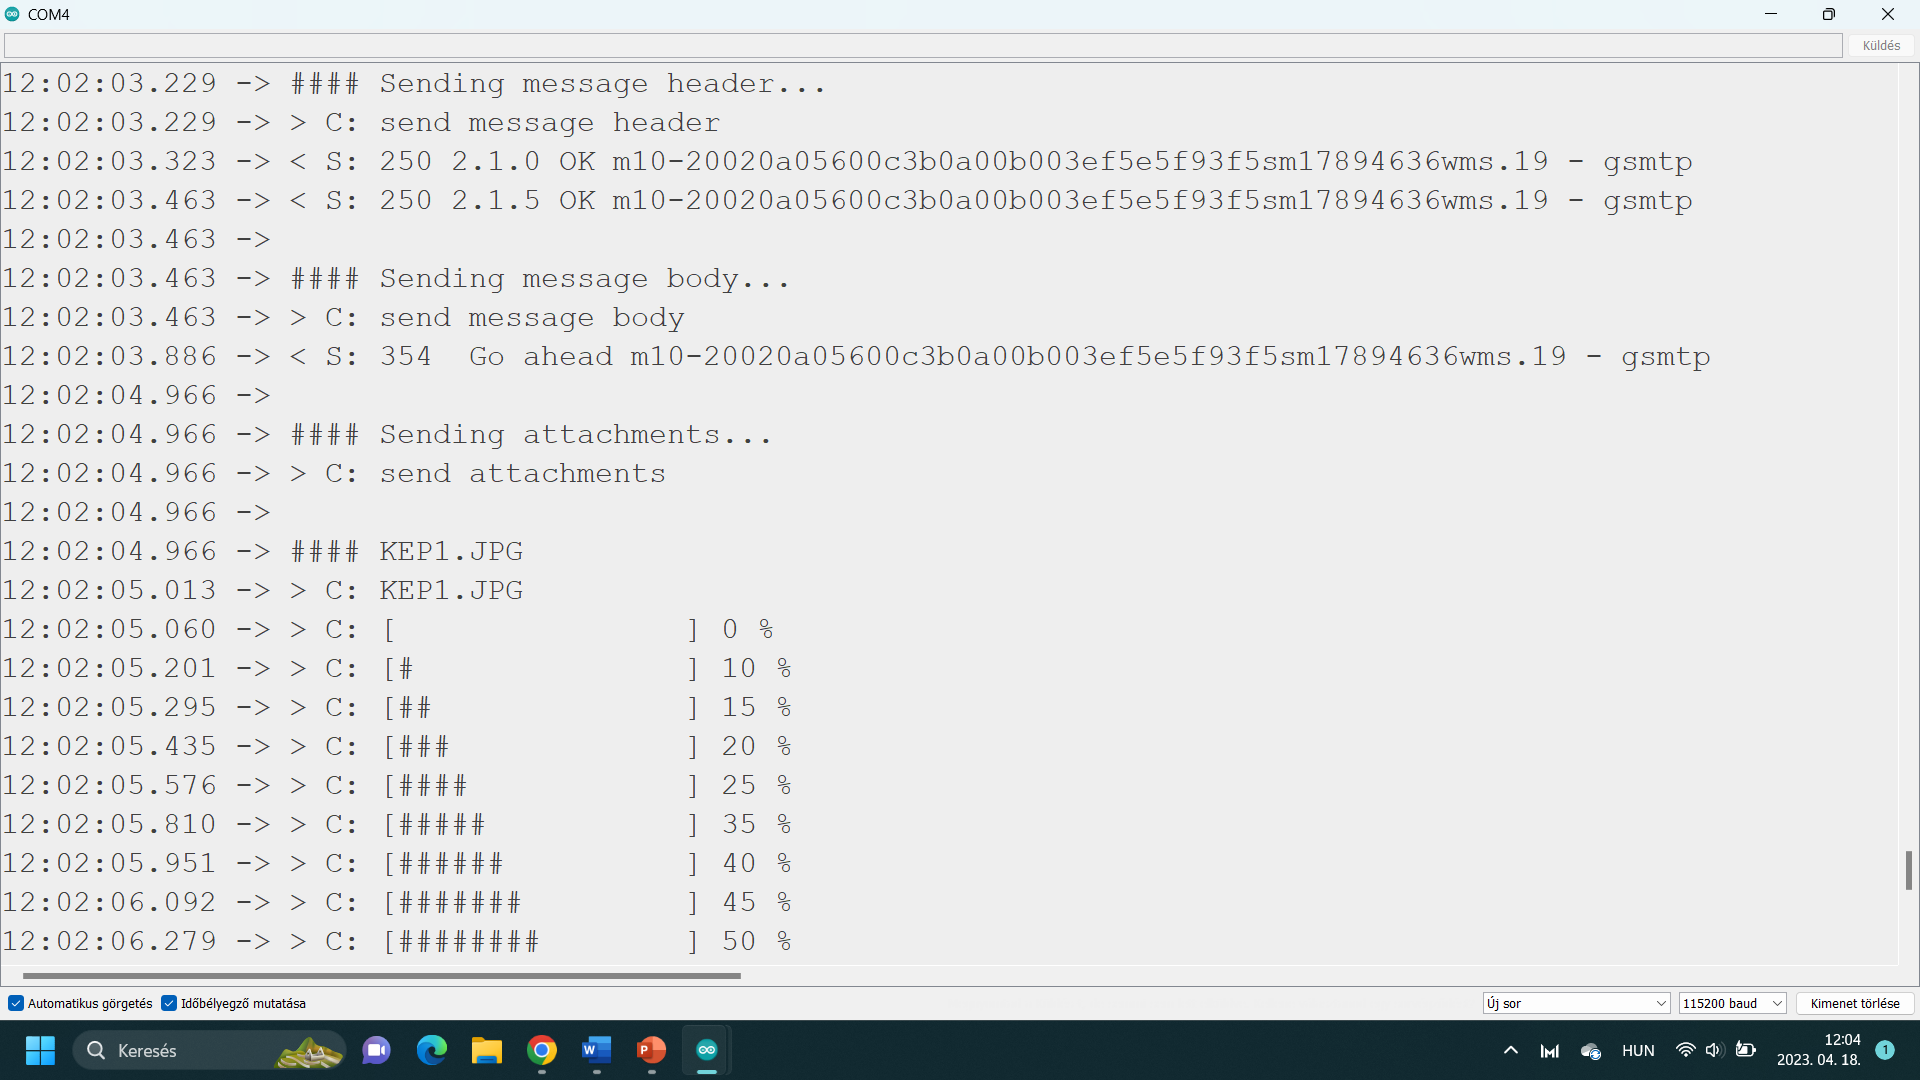 COM4
Küldés
12:02:03.229 -> #### Sending message header...
12:02:03.229 -> > C: send message header
12:02:03.323 -> < S: 250 2.1.0 OK m10-20020a05600c3b0a00b003ef5e5f93f5sm17894636wms.19 - gsmtp
12:02:03.463 -> < S: 250 2.1.5 OK m10-20020a05600c3b0a00b003ef5e5f93f5sm17894636wms.19 - gsmtp
12:02:03.463 ->
12:02:03.463 -> #### Sending message body...
12:02:03.463 -> > C: send message body
12:02:03.886 -> < S: 354  Go ahead m10-20020a05600c3b0a00b003ef5e5f93f5sm17894636wms.19 - gsmtp
12:02:04.966 ->
12:02:04.966 -> #### Sending attachments...
12:02:04.966 -> > C: send attachments
12:02:04.966 ->
12:02:04.966 -> #### KEP1.JPG
12:02:05.013 -> > C: KEP1.JPG
12:02:05.060 -> > C: [                ] 0 %
12:02:05.201 -> > C: [#               ] 10 %
12:02:05.295 -> > C: [##              ] 15 %
12:02:05.435 -> > C: [###             ] 20 %
12:02:05.576 -> > C: [####            ] 25 %
12:02:05.810 -> > C: [#####           ] 35 %
12:02:05.951 -> > C: [######          ] 40 %
12:02:06.092 -> > C: [#######         ] 45 %
12:02:06.279 -> > C: [########        ] 50 %
Automatikus görgetés Időbélyegző mutatása Új sor 115200 baud Kimenet törlése
Keresés HUN 12:04 1
2023. 04. 18.